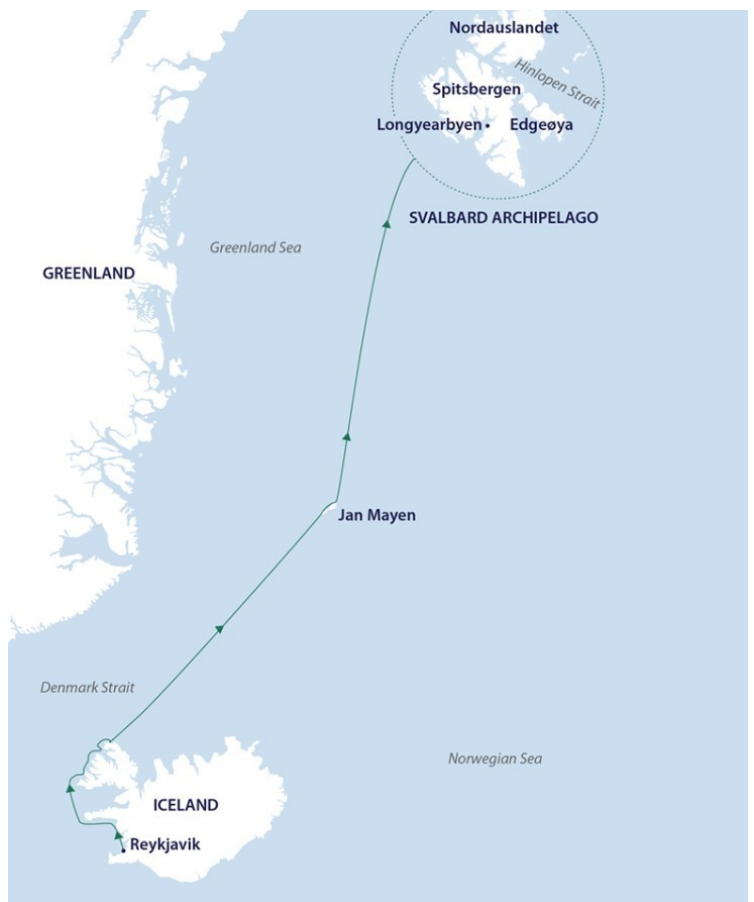 Nordauslandet
Hinlopen Strait
Spitsbergen
Longyearbyen
Edgeøya
SVALBARD ARCHIPELAGO
Greenland Sea
GREENLAND
Jan Mayen
Denmark Strait
Norwegian Sea
ICELAND
Reykjavik